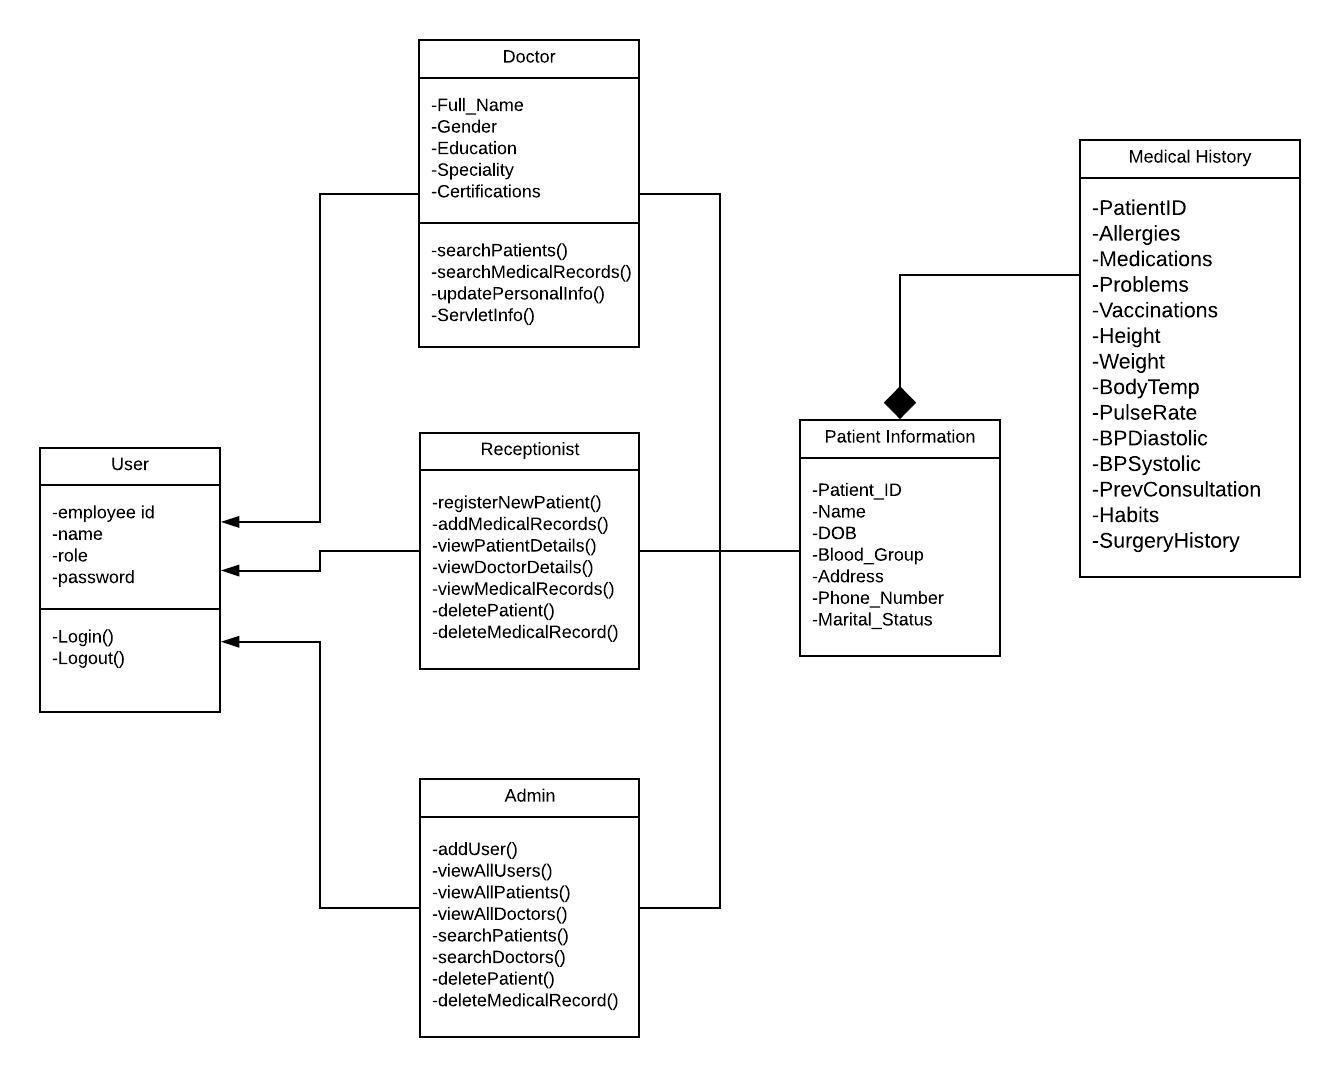 Doctor
-Full_Name
-Gender
-Education
-Speciality
-Certifications
-searchPatients()
-searchMedicalRecords()
-updatePersonalInfo()
-ServletInfo()
Medical History
-PatientID
-Allergies
-Medications
-Problems
-Vaccinations
-Height
-Weight
-BodyTemp
-PulseRate
-BPDiastolic
-BPSystolic
-PrevConsultation
-Habits
-SurgeryHistory
User
-employee id
-name
-role
-password
-Login()
-Logout()
Receptionist
-registerNewPatient()
-addMedicalRecords()
-viewPatientDetails()
-viewDoctorDetails()
-viewMedicalRecords()
-deletePatient()
-deleteMedicalRecord()
Patient Information
-Patient_ID
-Name
-DOB
-Blood_Group
-Address
-Phone_Number
-Marital_Status
Admin
-addUser()
-viewAllUsers()
-viewAllPatients()
-viewAllDoctors()
-searchPatients()
-searchDoctors()
-deletePatient()
-deleteMedicalRecord()